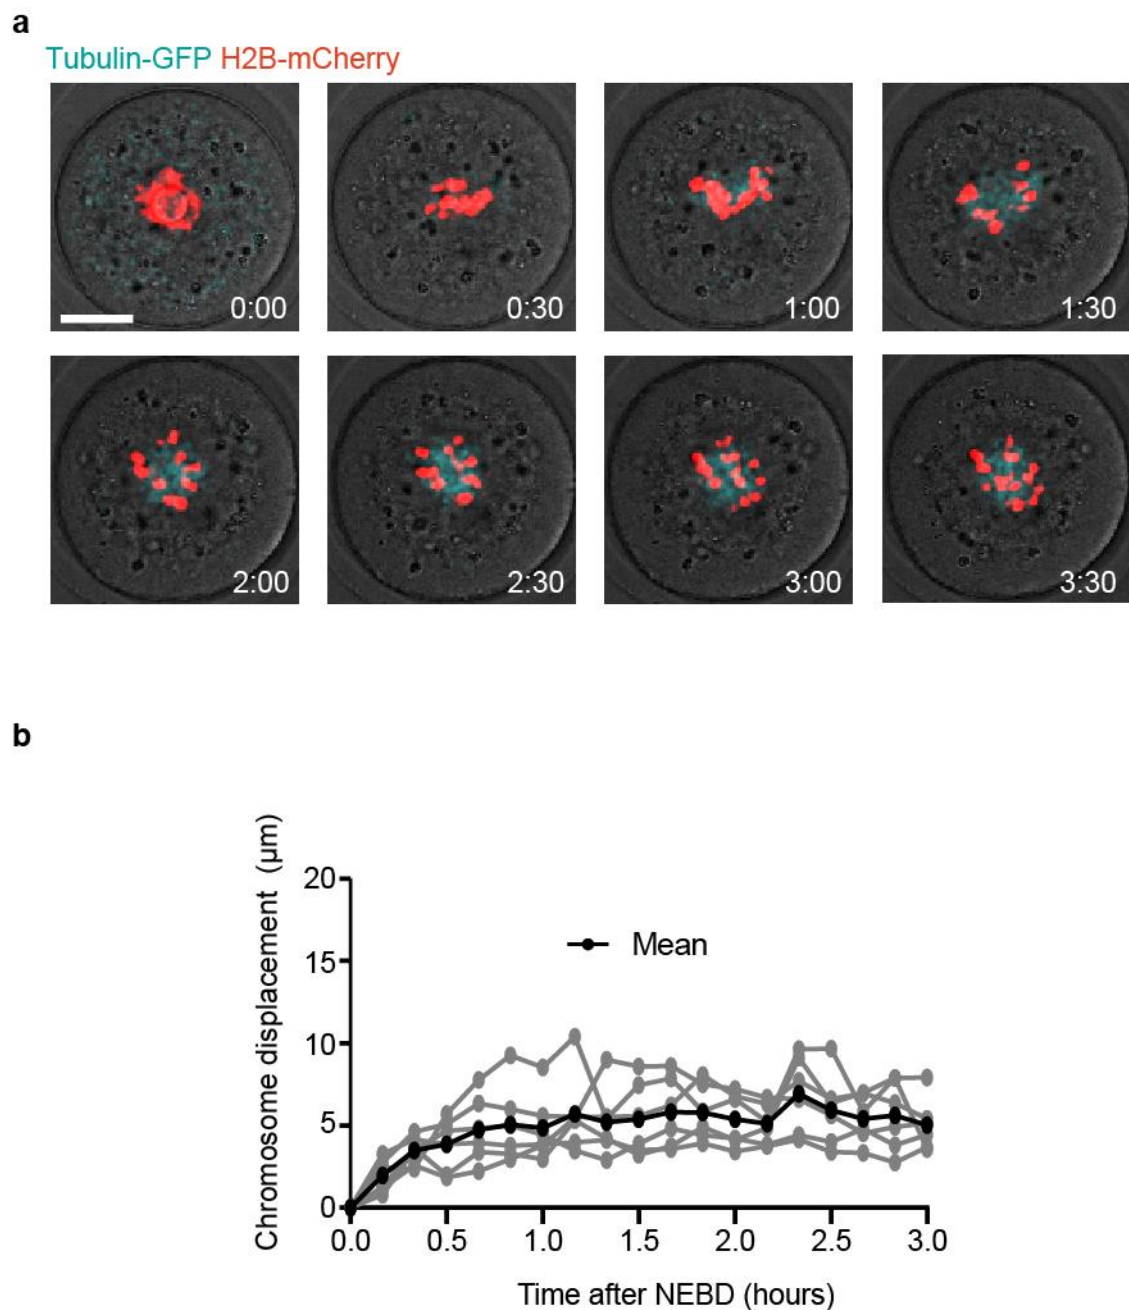 a
Tubulin-GFP H2B-mCherry
0:00
0:30
1:00
1:30
2:00
2:30
3:00
3:30
b
Chromosome displacement (μm)
20
15
10
5
0
Mean
0.0 0.5 1.0 1.5 2.0 2.5 3.0
Time after NEBD (hours)